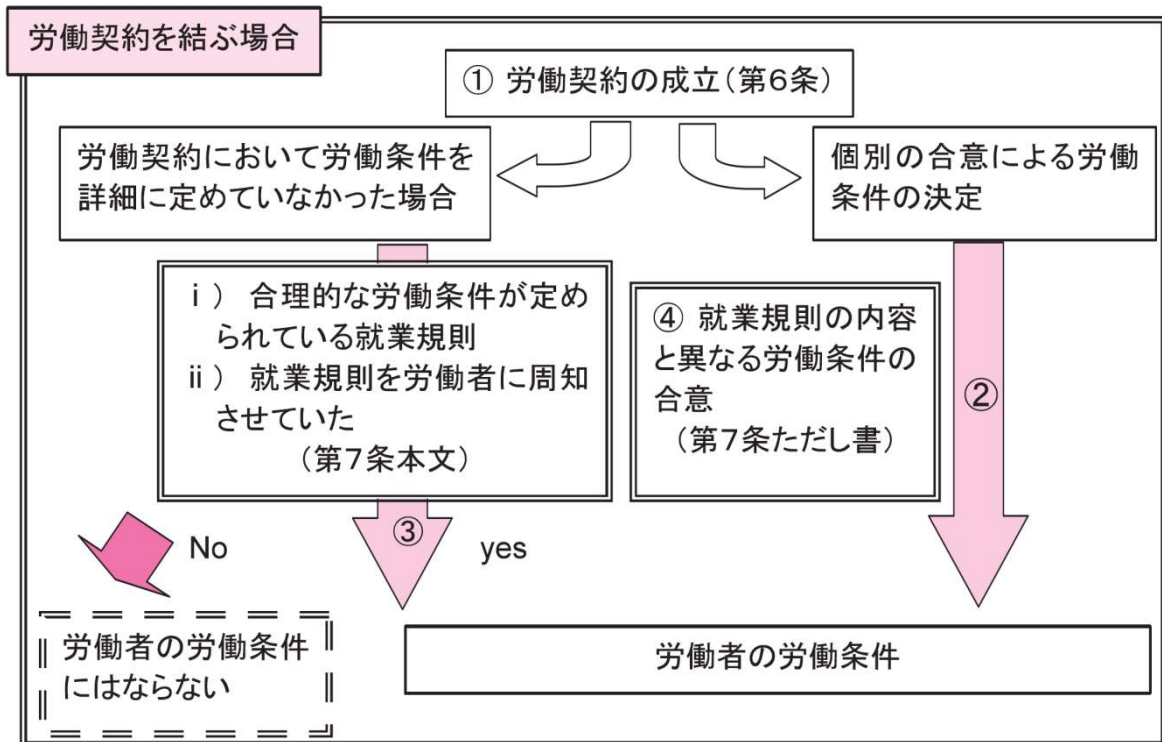 労働契約を結ぶ場合
① 労働契約の成立(第6条)
労働契約において労働条件を
詳細に定めていなかった場合
個別の合意による労働
条件の決定
ⅰ) 合理的な労働条件が定め
られている就業規則
ⅱ) 就業規則を労働者に周知
させていた
(第7条本文)
④ 就業規則の内容
と異なる労働条件の
合意
(第7条ただし書)
②
③
No
yes
労働者の労働条件
にはならない
労働者の労働条件